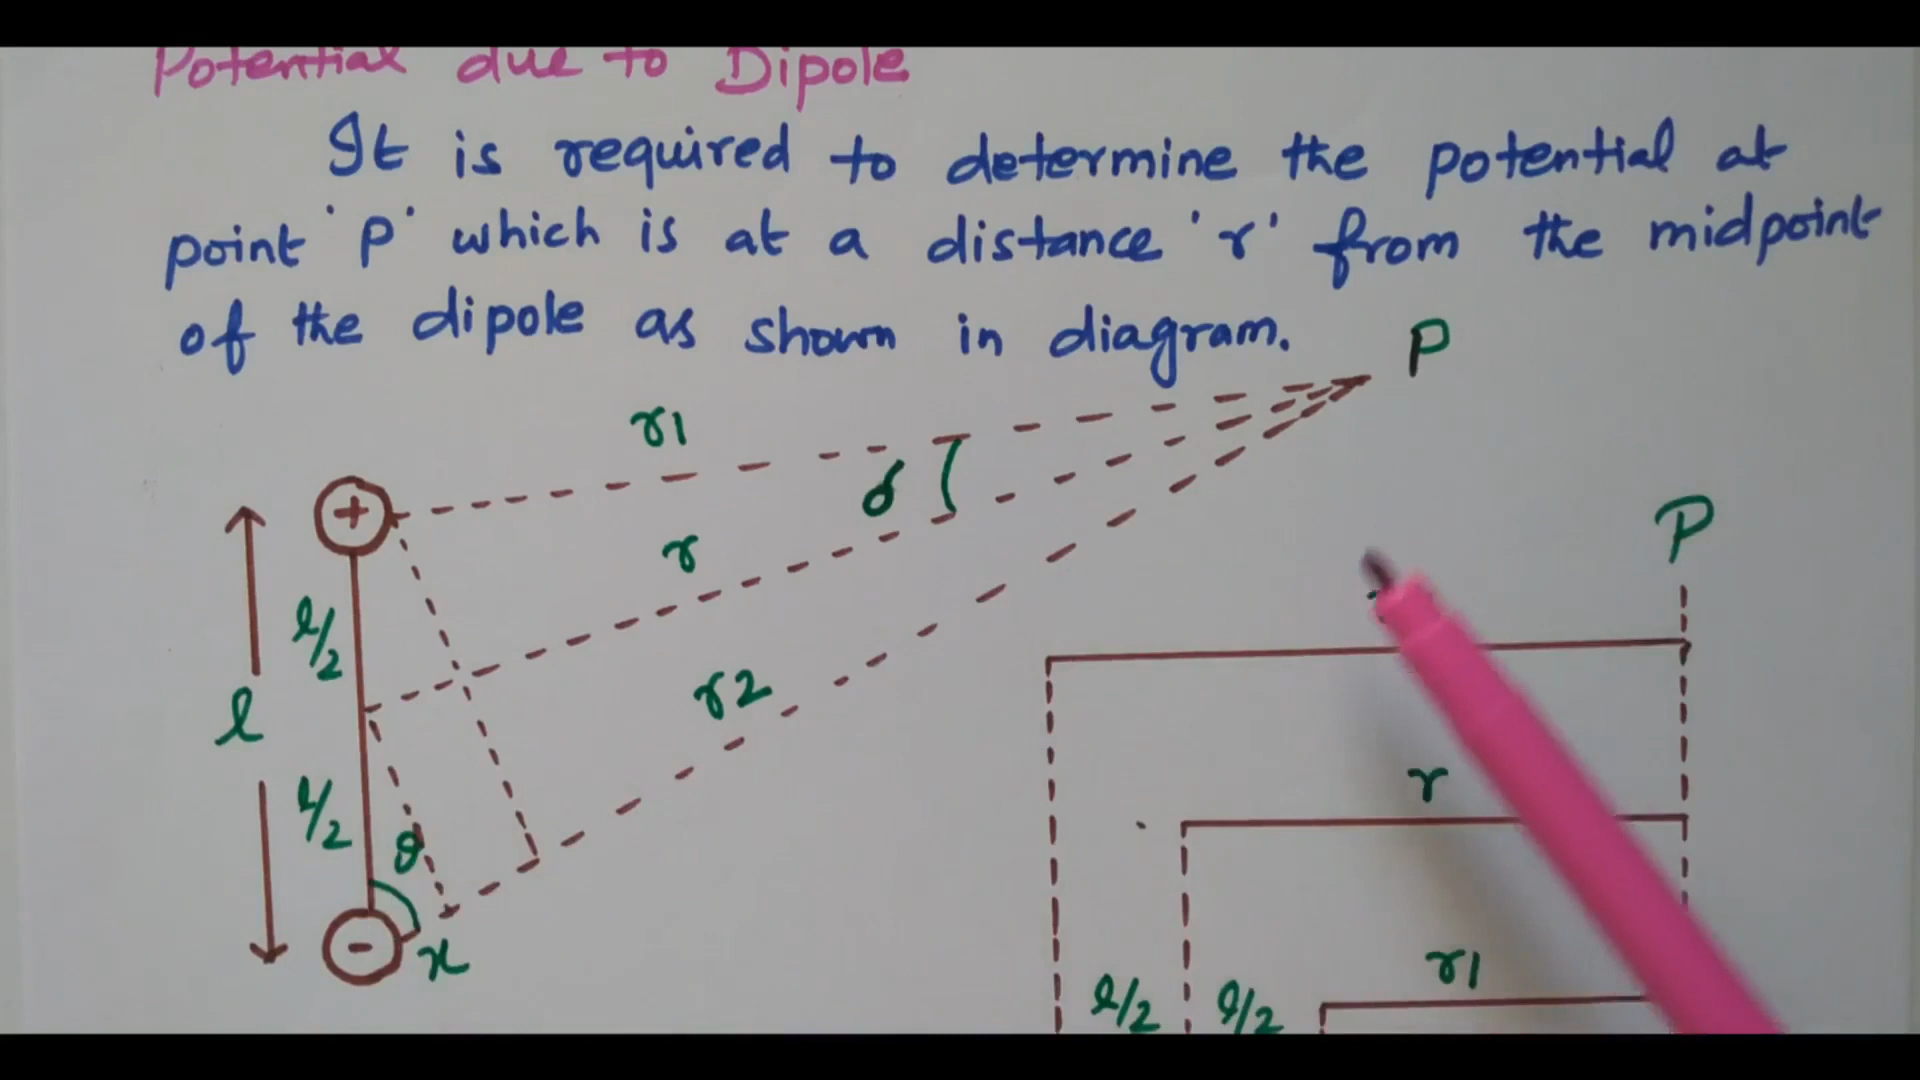 Potential due to Dipole
It is required to determine the potential at
point 'P' which is at a distance 'r' from the midpoint
of the dipole as shown in diagram.
P
r1
δ
+
r
P
l/2
r2
l
r
l/2
θ
-
x
r1
l/2
l/2